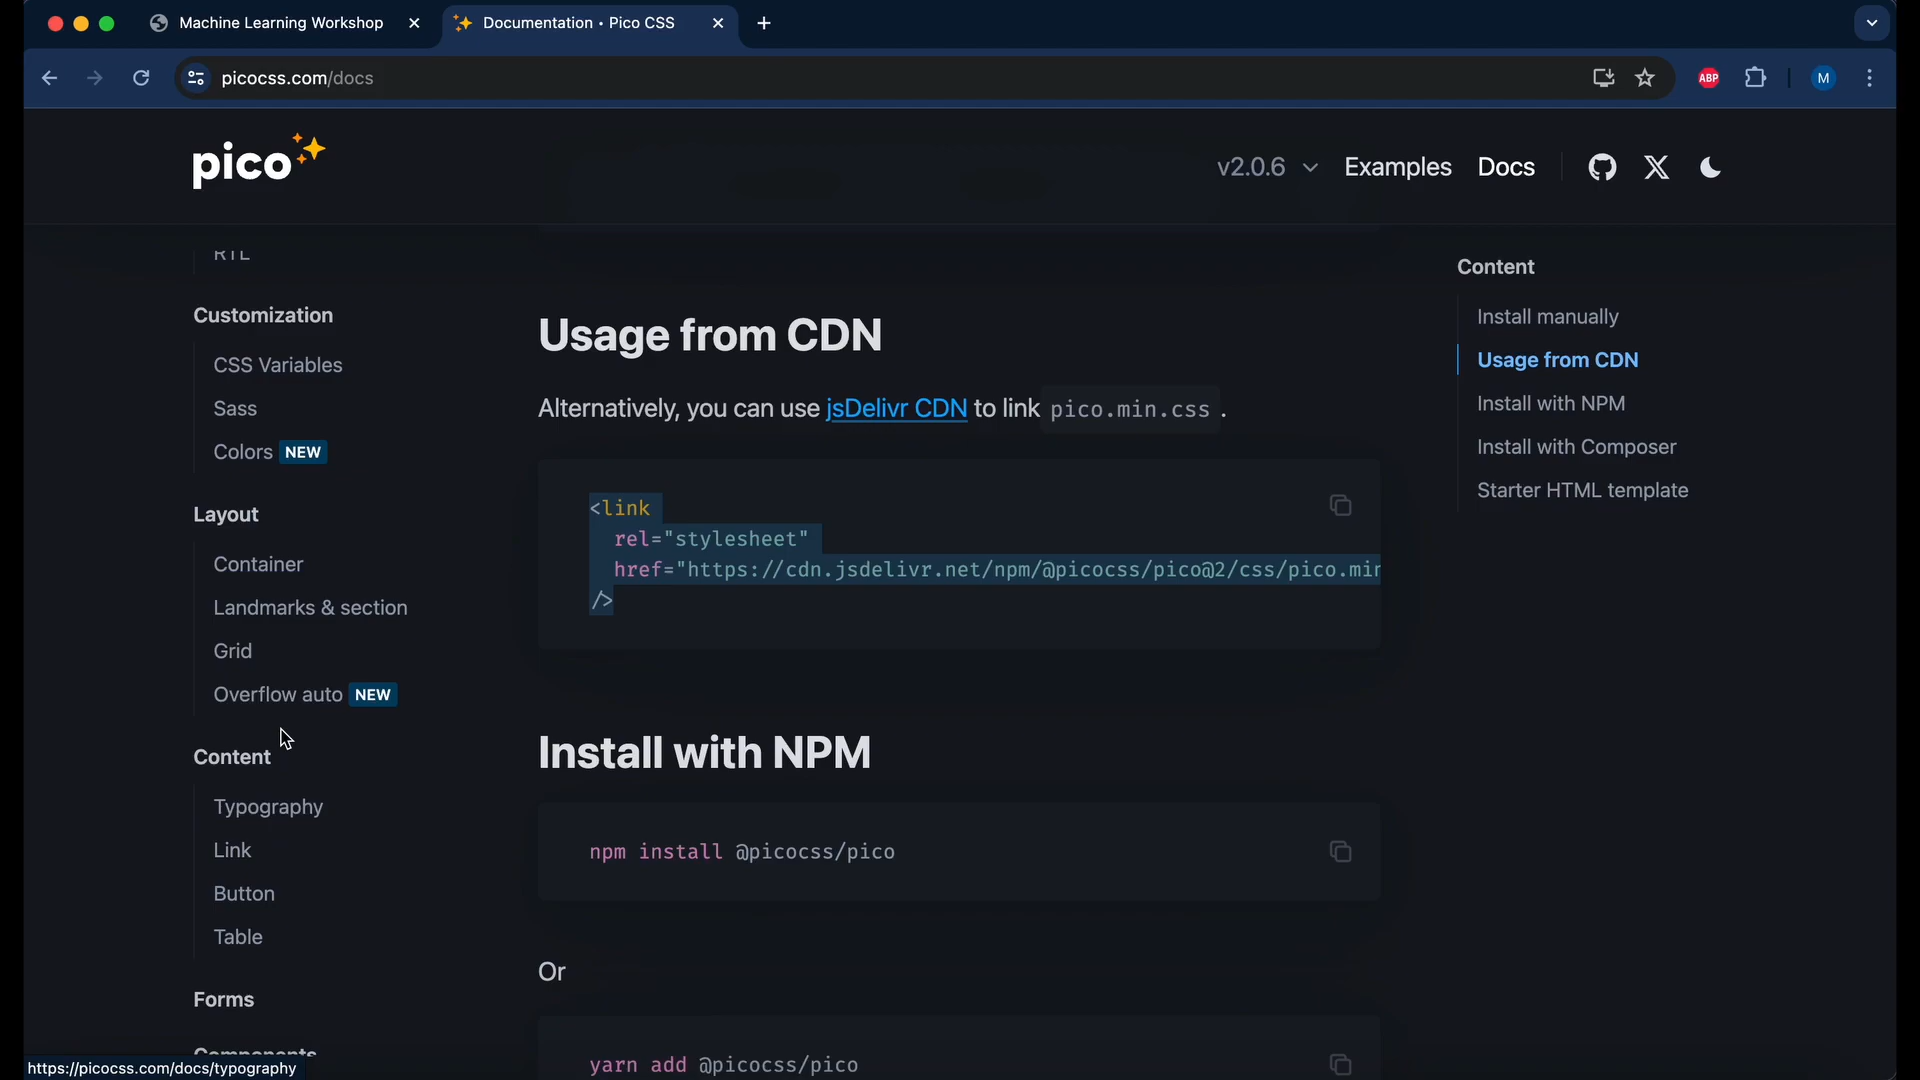 Machine Learning Workshop
Documentation • Pico CSS
picocss.com/docs
ABP
M
pico
v2.0.6
Examples
Docs
RTL
Customization
CSS Variables
Sass
Colors NEW
Layout
Container
Landmarks & section
Grid
Overflow auto NEW
Content
Typography
Link
Button
Table
Forms
Components
https://picocss.com/docs/typography
Usage from CDN
Alternatively, you can use jsDelivr CDN to link pico.min.css .
<link
rel="stylesheet"
href="https://cdn.jsdelivr.net/npm/@picocss/pico@2/css/pico.min
/>
Install with NPM
npm install @picocss/pico
Or
yarn add @picocss/pico
Content
Install manually
Usage from CDN
Install with NPM
Install with Composer
Starter HTML template